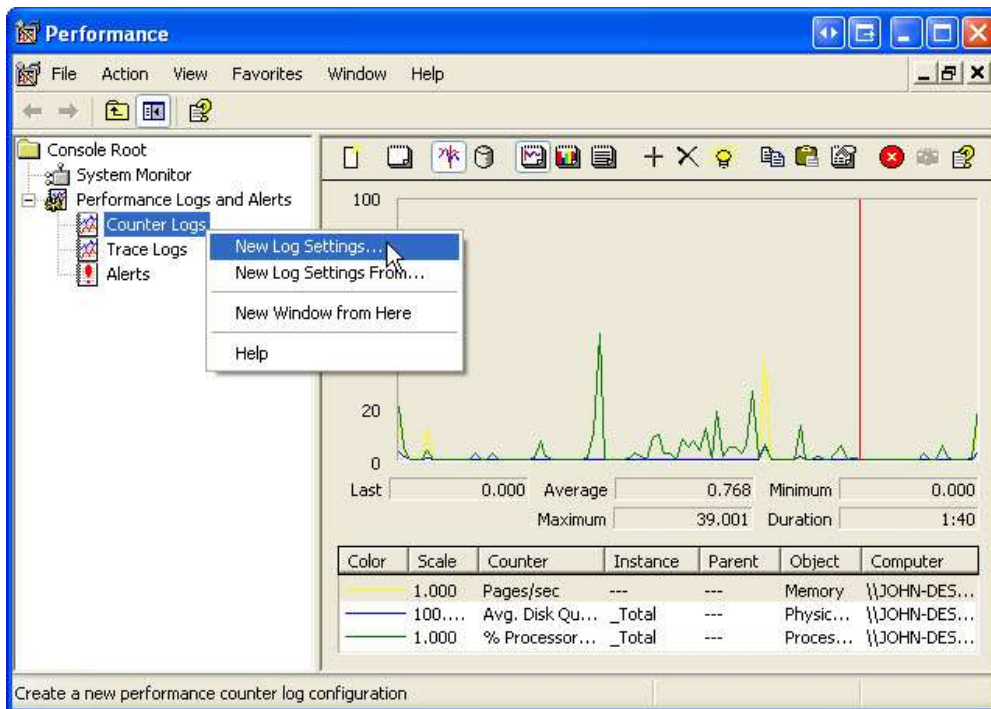 Performance
File Action View Favorites Window Help
Console Root
System Monitor
Performance Logs and Alerts
Counter Logs
Trace Logs
Alerts
New Log Settings...
New Log Settings From...
New Window from Here
Help
100
20
0
Last 0.000 Average 0.768 Minimum 0.000
Maximum 39.001 Duration 1:40
Color Scale Counter Instance Parent Object Computer
1.000 Pages/sec --- --- Memory \\JOHN-DES...
100.... Avg. Disk Qu... _Total --- Physic... \\JOHN-DES...
1.000 % Processor... _Total --- Proces... \\JOHN-DES...
Create a new performance counter log configuration